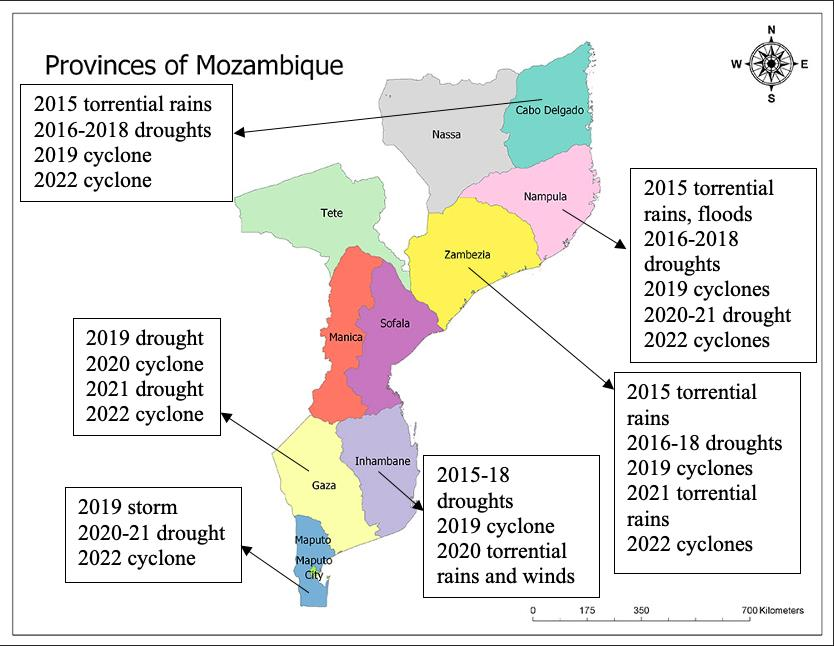 Provinces of Mozambique
N
W
E
S
2015 torrential rains
2016-2018 droughts
2019 cyclone
2022 cyclone
Cabo Delgado
Nassa
Nampula
Tete
Zambezia
2015 torrential
rains, floods
2016-2018
droughts
2019 cyclones
2020-21 drought
2022 cyclones
Manica
Sofala
2019 drought
2020 cyclone
2021 drought
2022 cyclone
2015 torrential
rains
2016-18 droughts
2019 cyclones
2021 torrential
rains
2022 cyclones
Inhambane
Gaza
2015-18
droughts
2019 cyclone
2020 torrential
rains and winds
2019 storm
2020-21 drought
2022 cyclone
Maputo
Maputo
City
0 175 350 700 Kilometers